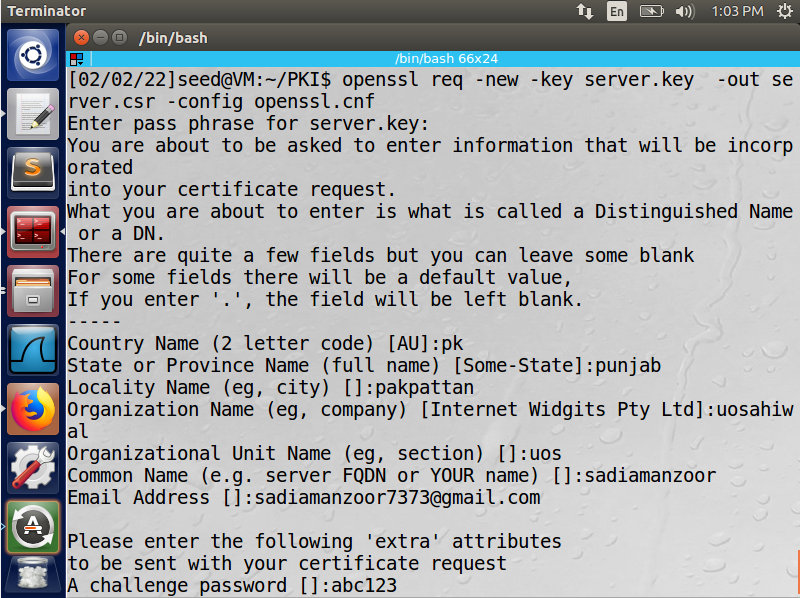 Terminator
En
1:03 PM
/bin/bash
/bin/bash 66x24
[02/02/22]seed@VM:~/PKI$ openssl req -new -key server.key  -out se
rver.csr -config openssl.cnf
Enter pass phrase for server.key:
You are about to be asked to enter information that will be incorp
orated
into your certificate request.
What you are about to enter is what is called a Distinguished Name
 or a DN.
There are quite a few fields but you can leave some blank
For some fields there will be a default value,
If you enter '.', the field will be left blank.
-----
Country Name (2 letter code) [AU]:pk
State or Province Name (full name) [Some-State]:punjab
Locality Name (eg, city) []:pakpattan
Organization Name (eg, company) [Internet Widgits Pty Ltd]:uosahiw
al
Organizational Unit Name (eg, section) []:uos
Common Name (e.g. server FQDN or YOUR name) []:sadiamanzoor
Email Address []:sadiamanzoor7373@gmail.com

Please enter the following 'extra' attributes
to be sent with your certificate request
A challenge password []:abc123